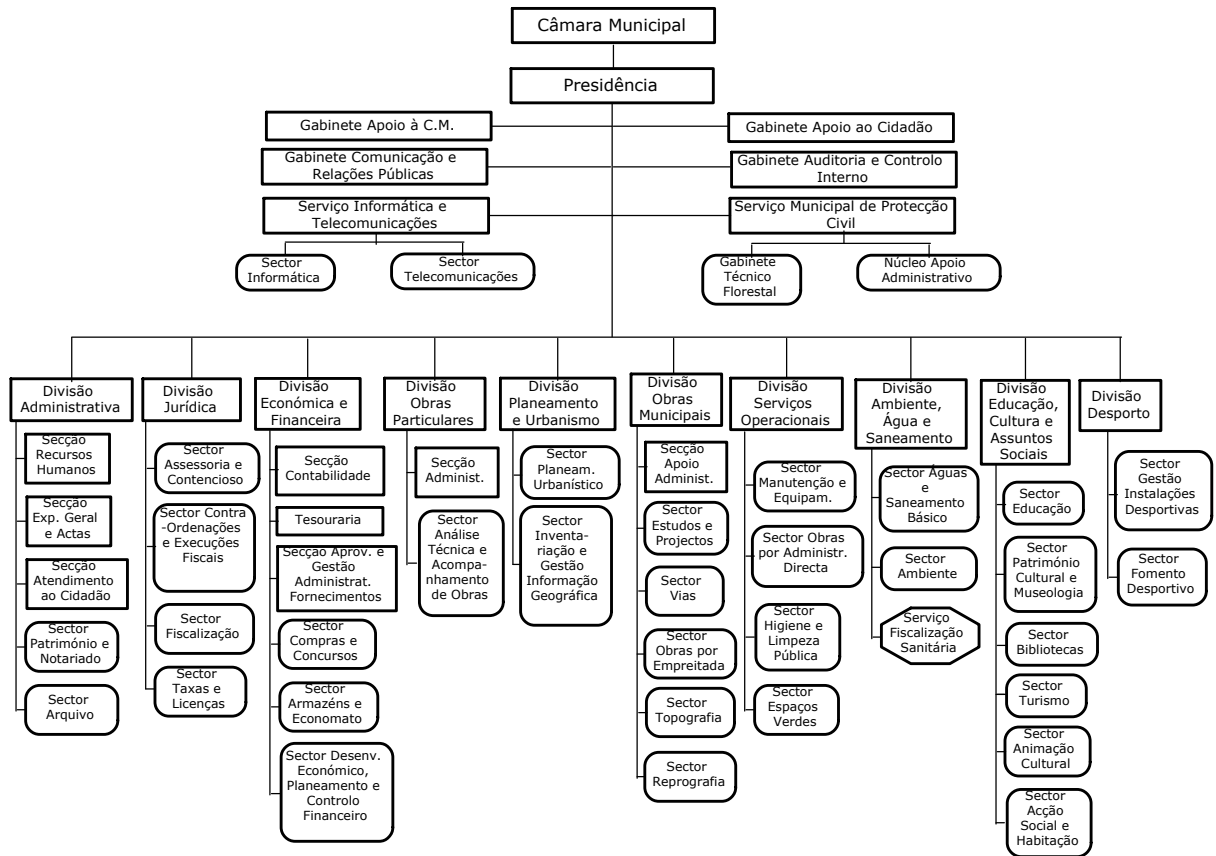 Câmara Municipal
Presidência
Gabinete Apoio à C.M.
Gabinete Apoio ao Cidadão
Gabinete Comunicação e
Relações Públicas
Gabinete Auditoria e Controlo
Interno
Serviço Informática e
Telecomunicações
Serviço Municipal de Protecção
Civil
Sector
Informática
Sector
Telecomunicações
Gabinete
Técnico
Florestal
Núcleo Apoio
Administrativo
Divisão
Administrativa
Secção
Recursos
Humanos
Secção
Exp. Geral
e Actas
Secção
Atendimento
ao Cidadão
Sector
Património e
Notariado
Sector
Arquivo
Divisão
Jurídica
Sector
Assessoria e
Contencioso
Sector Contra
-Ordenações
e Execuções
Fiscais
Sector
Fiscalização
Sector
Taxas e
Licenças
Divisão
Económica e
Financeira
Secção
Contabilidade
Tesouraria
Secção Aprov. e
Gestão
Administrat.
Fornecimentos
Sector
Compras e
Concursos
Sector
Armazéns e
Economato
Sector Desenv.
Económico,
Planeamento e
Controlo
Financeiro
Divisão
Obras
Particulares
Secção
Administ.
Sector
Análise
Técnica e
Acompa-
nhamento
de Obras
Divisão
Planeamento
e Urbanismo
Sector
Planeam.
Urbanístico
Sector
Inventa-
riação e
Gestão
Informação
Geográfica
Divisão
Obras
Municipais
Secção
Apoio
Administ.
Sector
Estudos e
Projectos
Sector
Vias
Sector
Obras por
Empreitada
Sector
Topografia
Sector
Reprografia
Divisão
Serviços
Operacionais
Sector
Manutenção e
Equipam.
Sector Obras
por Administr.
Directa
Sector
Higiene e
Limpeza
Pública
Sector
Espaços
Verdes
Divisão
Ambiente,
Água e
Saneamento
Sector Águas
e
Saneamento
Básico
Sector
Ambiente
Serviço
Fiscalização
Sanitária
Divisão
Educação,
Cultura e
Assuntos
Sociais
Sector
Educação
Sector
Património
Cultural e
Museologia
Sector
Bibliotecas
Sector
Turismo
Sector
Animação
Cultural
Sector
Acção
Social e
Habitação
Divisão
Desporto
Sector
Gestão
Instalações
Desportivas
Sector
Fomento
Desportivo